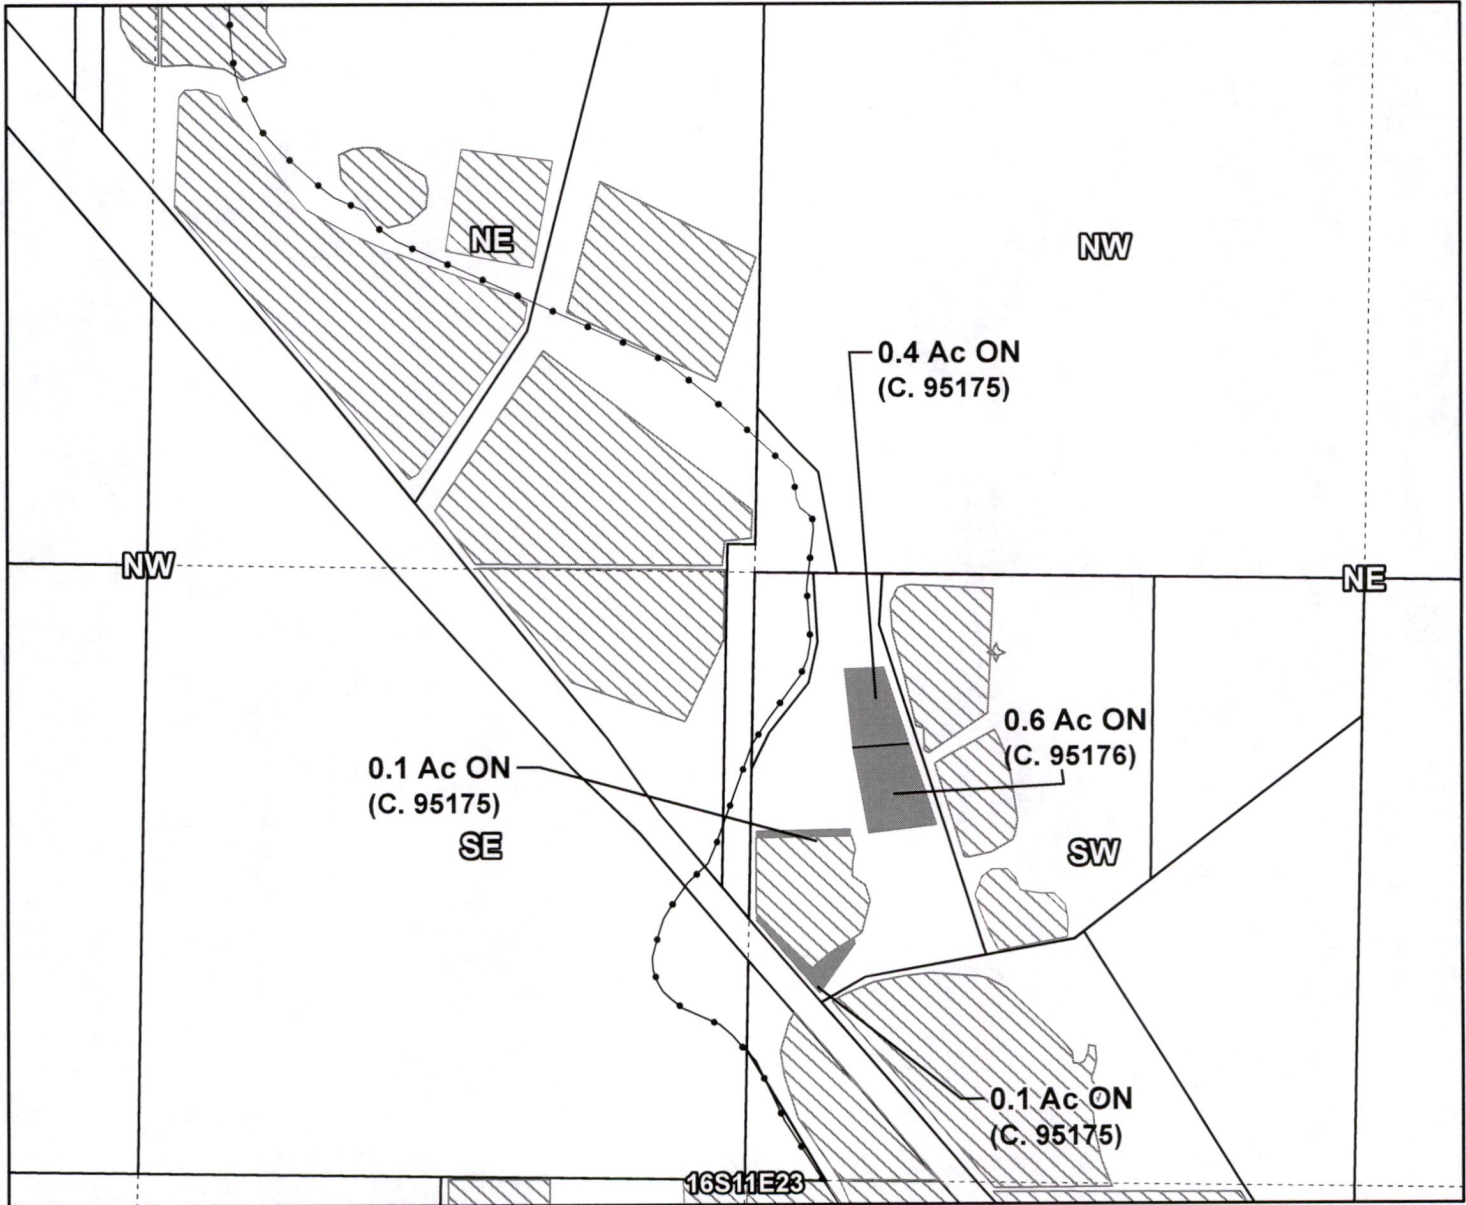 NE
NW
0.4 Ac ON
(C. 95175)
NW
NE
0.6 Ac ON
(C. 95176)
0.1 Ac ON
(C. 95175)
SE
SW
0.1 Ac ON
(C. 95175)
16S11E23